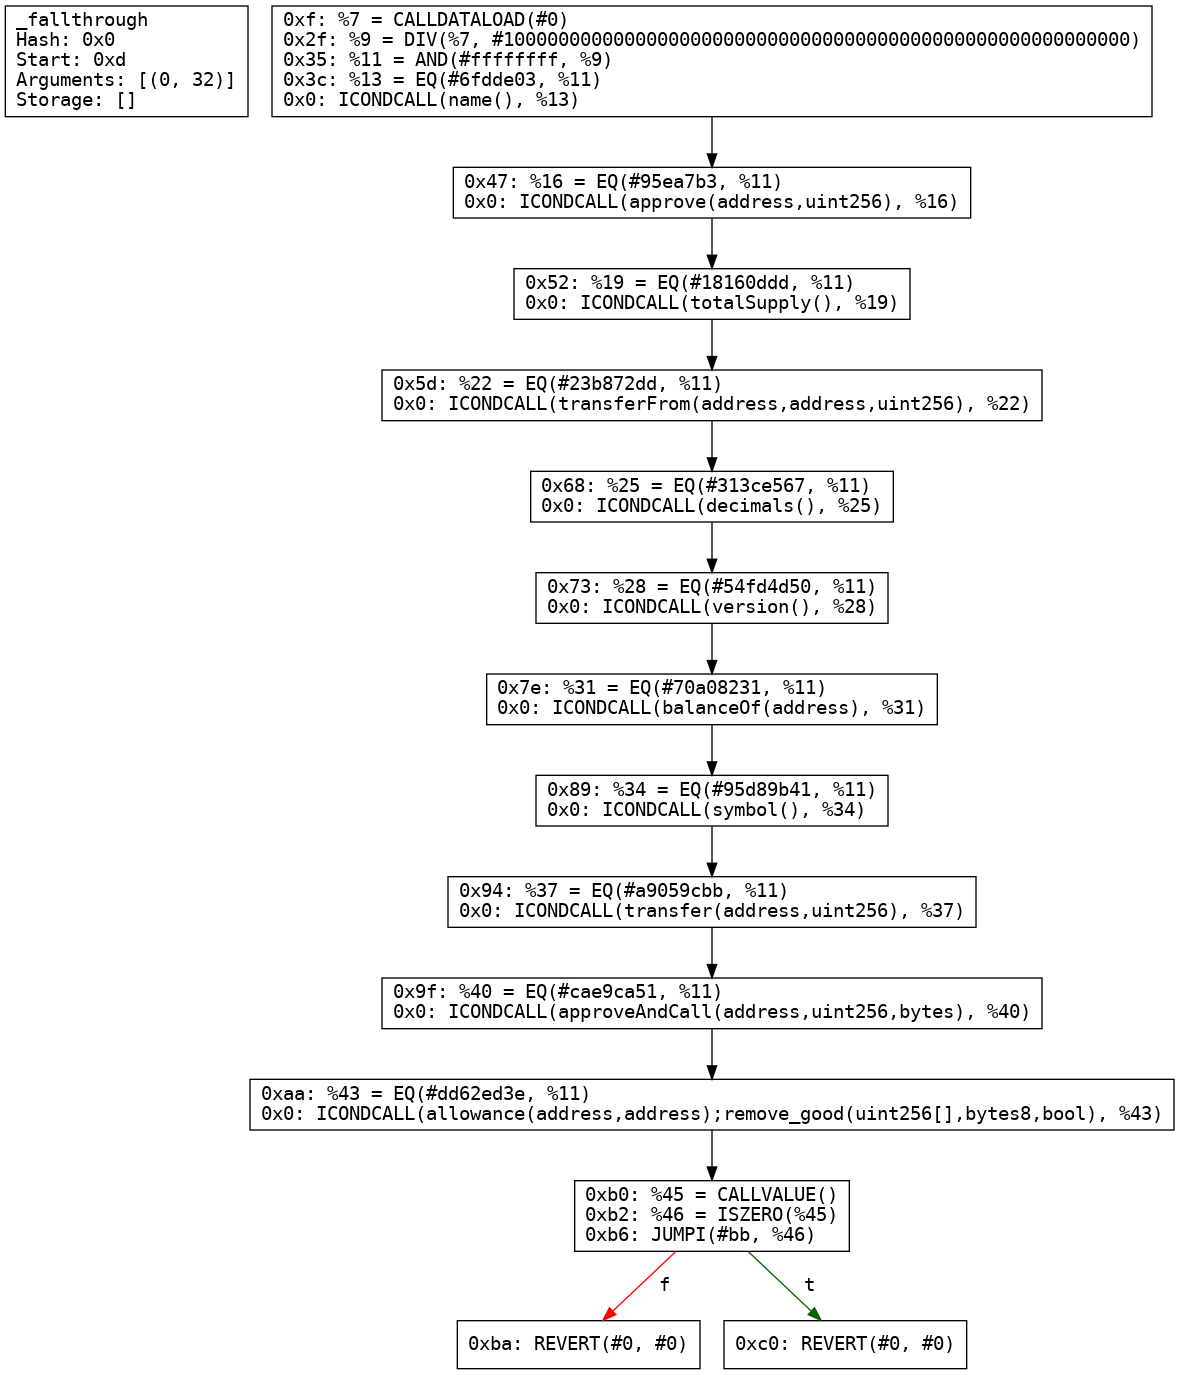 _fallthrough
Hash: 0x0
Start: 0xd
Arguments: [(0, 32)]
Storage: []
0xf: %7 = CALLDATALOAD(#0)
0x2f: %9 = DIV(%7, #100000000000000000000000000000000000000000000000000000000)
0x35: %11 = AND(#ffffffff, %9)
0x3c: %13 = EQ(#6fdde03, %11)
0x0: ICONDCALL(name(), %13)
0x47: %16 = EQ(#95ea7b3, %11)
0x0: ICONDCALL(approve(address,uint256), %16)
0x52: %19 = EQ(#18160ddd, %11)
0x0: ICONDCALL(totalSupply(), %19)
0x5d: %22 = EQ(#23b872dd, %11)
0x0: ICONDCALL(transferFrom(address,address,uint256), %22)
0x68: %25 = EQ(#313ce567, %11)
0x0: ICONDCALL(decimals(), %25)
0x73: %28 = EQ(#54fd4d50, %11)
0x0: ICONDCALL(version(), %28)
0x7e: %31 = EQ(#70a08231, %11)
0x0: ICONDCALL(balanceOf(address), %31)
0x89: %34 = EQ(#95d89b41, %11)
0x0: ICONDCALL(symbol(), %34)
0x94: %37 = EQ(#a9059cbb, %11)
0x0: ICONDCALL(transfer(address,uint256), %37)
0x9f: %40 = EQ(#cae9ca51, %11)
0x0: ICONDCALL(approveAndCall(address,uint256,bytes), %40)
0xaa: %43 = EQ(#dd62ed3e, %11)
0x0: ICONDCALL(allowance(address,address);remove_good(uint256[],bytes8,bool), %43)
0xb0: %45 = CALLVALUE()
0xb2: %46 = ISZERO(%45)
0xb6: JUMPI(#bb, %46)
f
t
0xba: REVERT(#0, #0)
0xc0: REVERT(#0, #0)